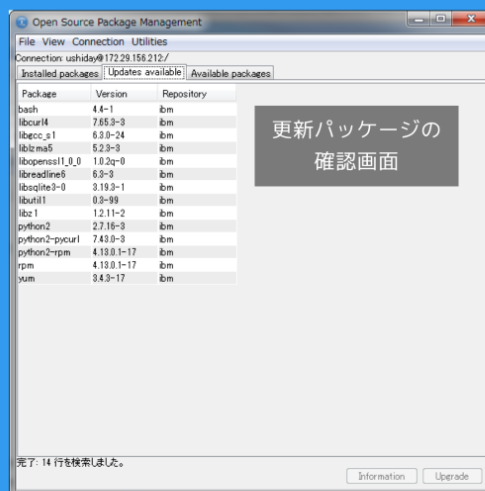 Open Source Package Management
File View Connection Utilities
Connection: ushiday@172.29.156.212:/
Installed packages Updates available Available packages
Package Version Repository
bash 4.4-1 ibm
libcurl4 7.65.3-3 ibm
libgcc_s1 6.3.0-24 ibm
liblzma5 5.2.3-3 ibm
libopenssl1_0_0 1.0.2q-0 ibm
libreadline6 6.3-3 ibm
libsqlite3-0 3.19.3-1 ibm
libutil1 0.3-99 ibm
libz1 1.2.11-2 ibm
python2 2.7.16-3 ibm
python2-pycurl 7.43.0-3 ibm
python2-rpm 4.13.0.1-17 ibm
rpm 4.13.0.1-17 ibm
yum 3.4.3-17 ibm
更新パッケージの
確認画面
完了: 14 行を検索しました。
Information Upgrade